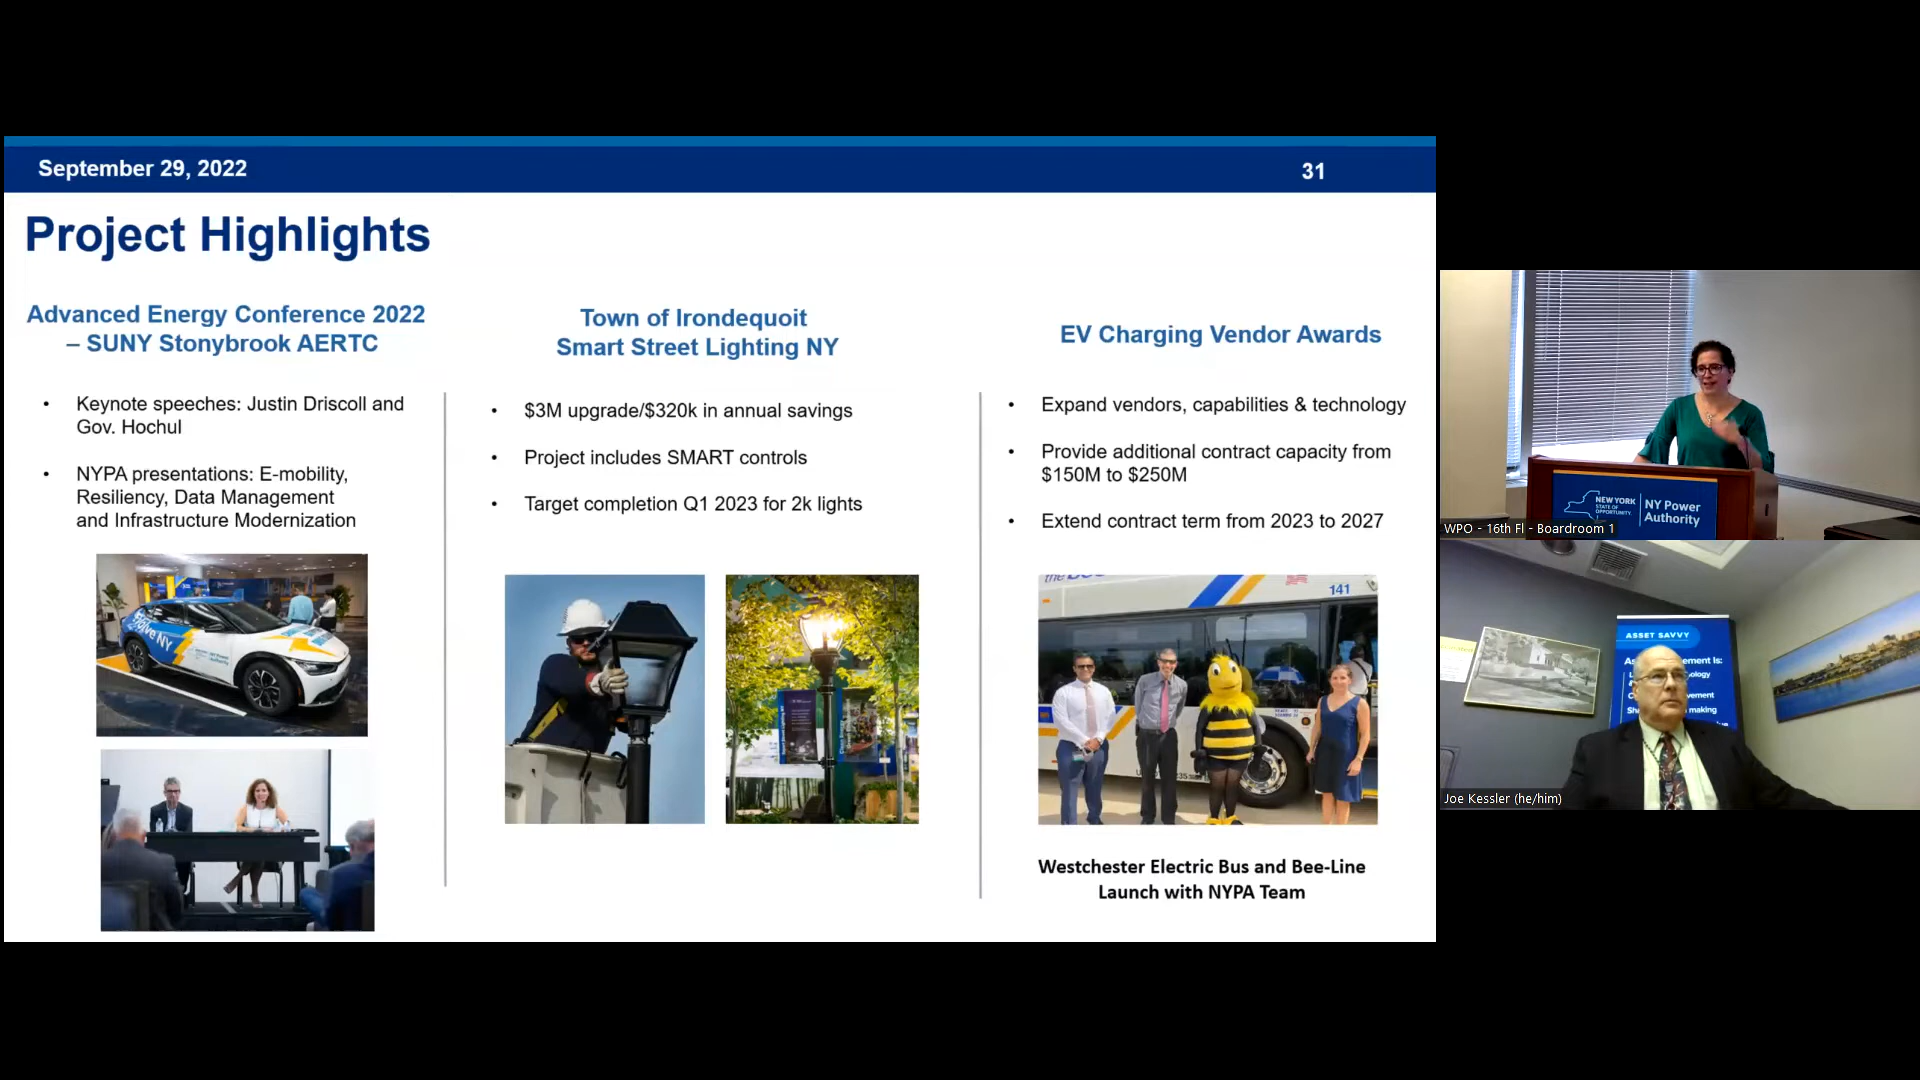 September 29, 2022
31
Project Highlights
Advanced Energy Conference 2022
– SUNY Stonybrook AERTC
• Keynote speeches: Justin Driscoll and
Gov. Hochul
• NYPA presentations: E-mobility,
Resiliency, Data Management
and Infrastructure Modernization
Town of Irondequoit
Smart Street Lighting NY
• $3M upgrade/$320k in annual savings
• Project includes SMART controls
• Target completion Q1 2023 for 2k lights
EV Charging Vendor Awards
• Expand vendors, capabilities & technology
• Provide additional contract capacity from
$150M to $250M
• Extend contract term from 2023 to 2027
141
Westchester Electric Bus and Bee-Line
Launch with NYPA Team
NEW YORK
STATE OF
OPPORTUNITY.
NY Power
Authority
WPO - 16th Fl - Boardroom 1
ASSET SAVVY
Joe Kessler (he/him)